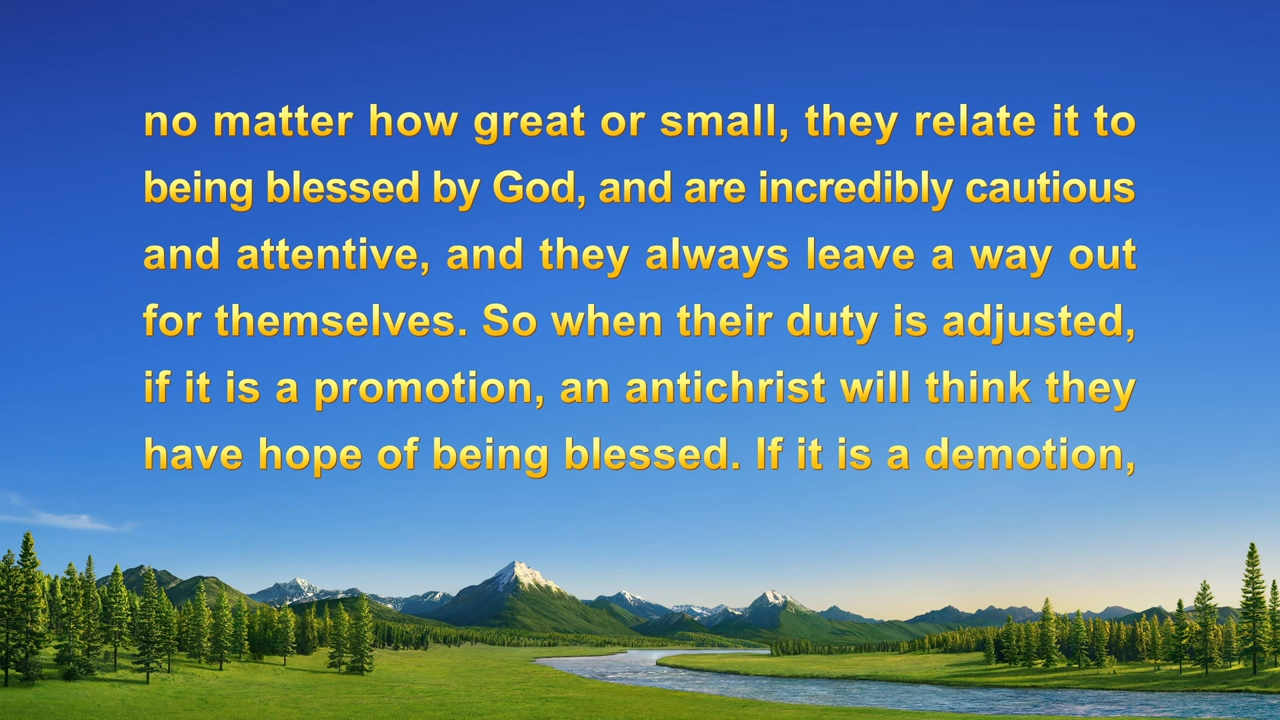 no matter how great or small, they relate it to
being blessed by God, and are incredibly cautious
and attentive, and they always leave a way out
for themselves. So when their duty is adjusted,
if it is a promotion, an antichrist will think they
have hope of being blessed. If it is a demotion,